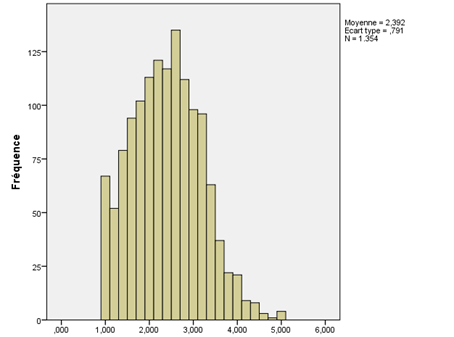 Moyenne = 2,392
Ecart type = ,791
N = 1.354
Fréquence
125
100
75
50
25
0
,000 1,000 2,000 3,000 4,000 5,000 6,000